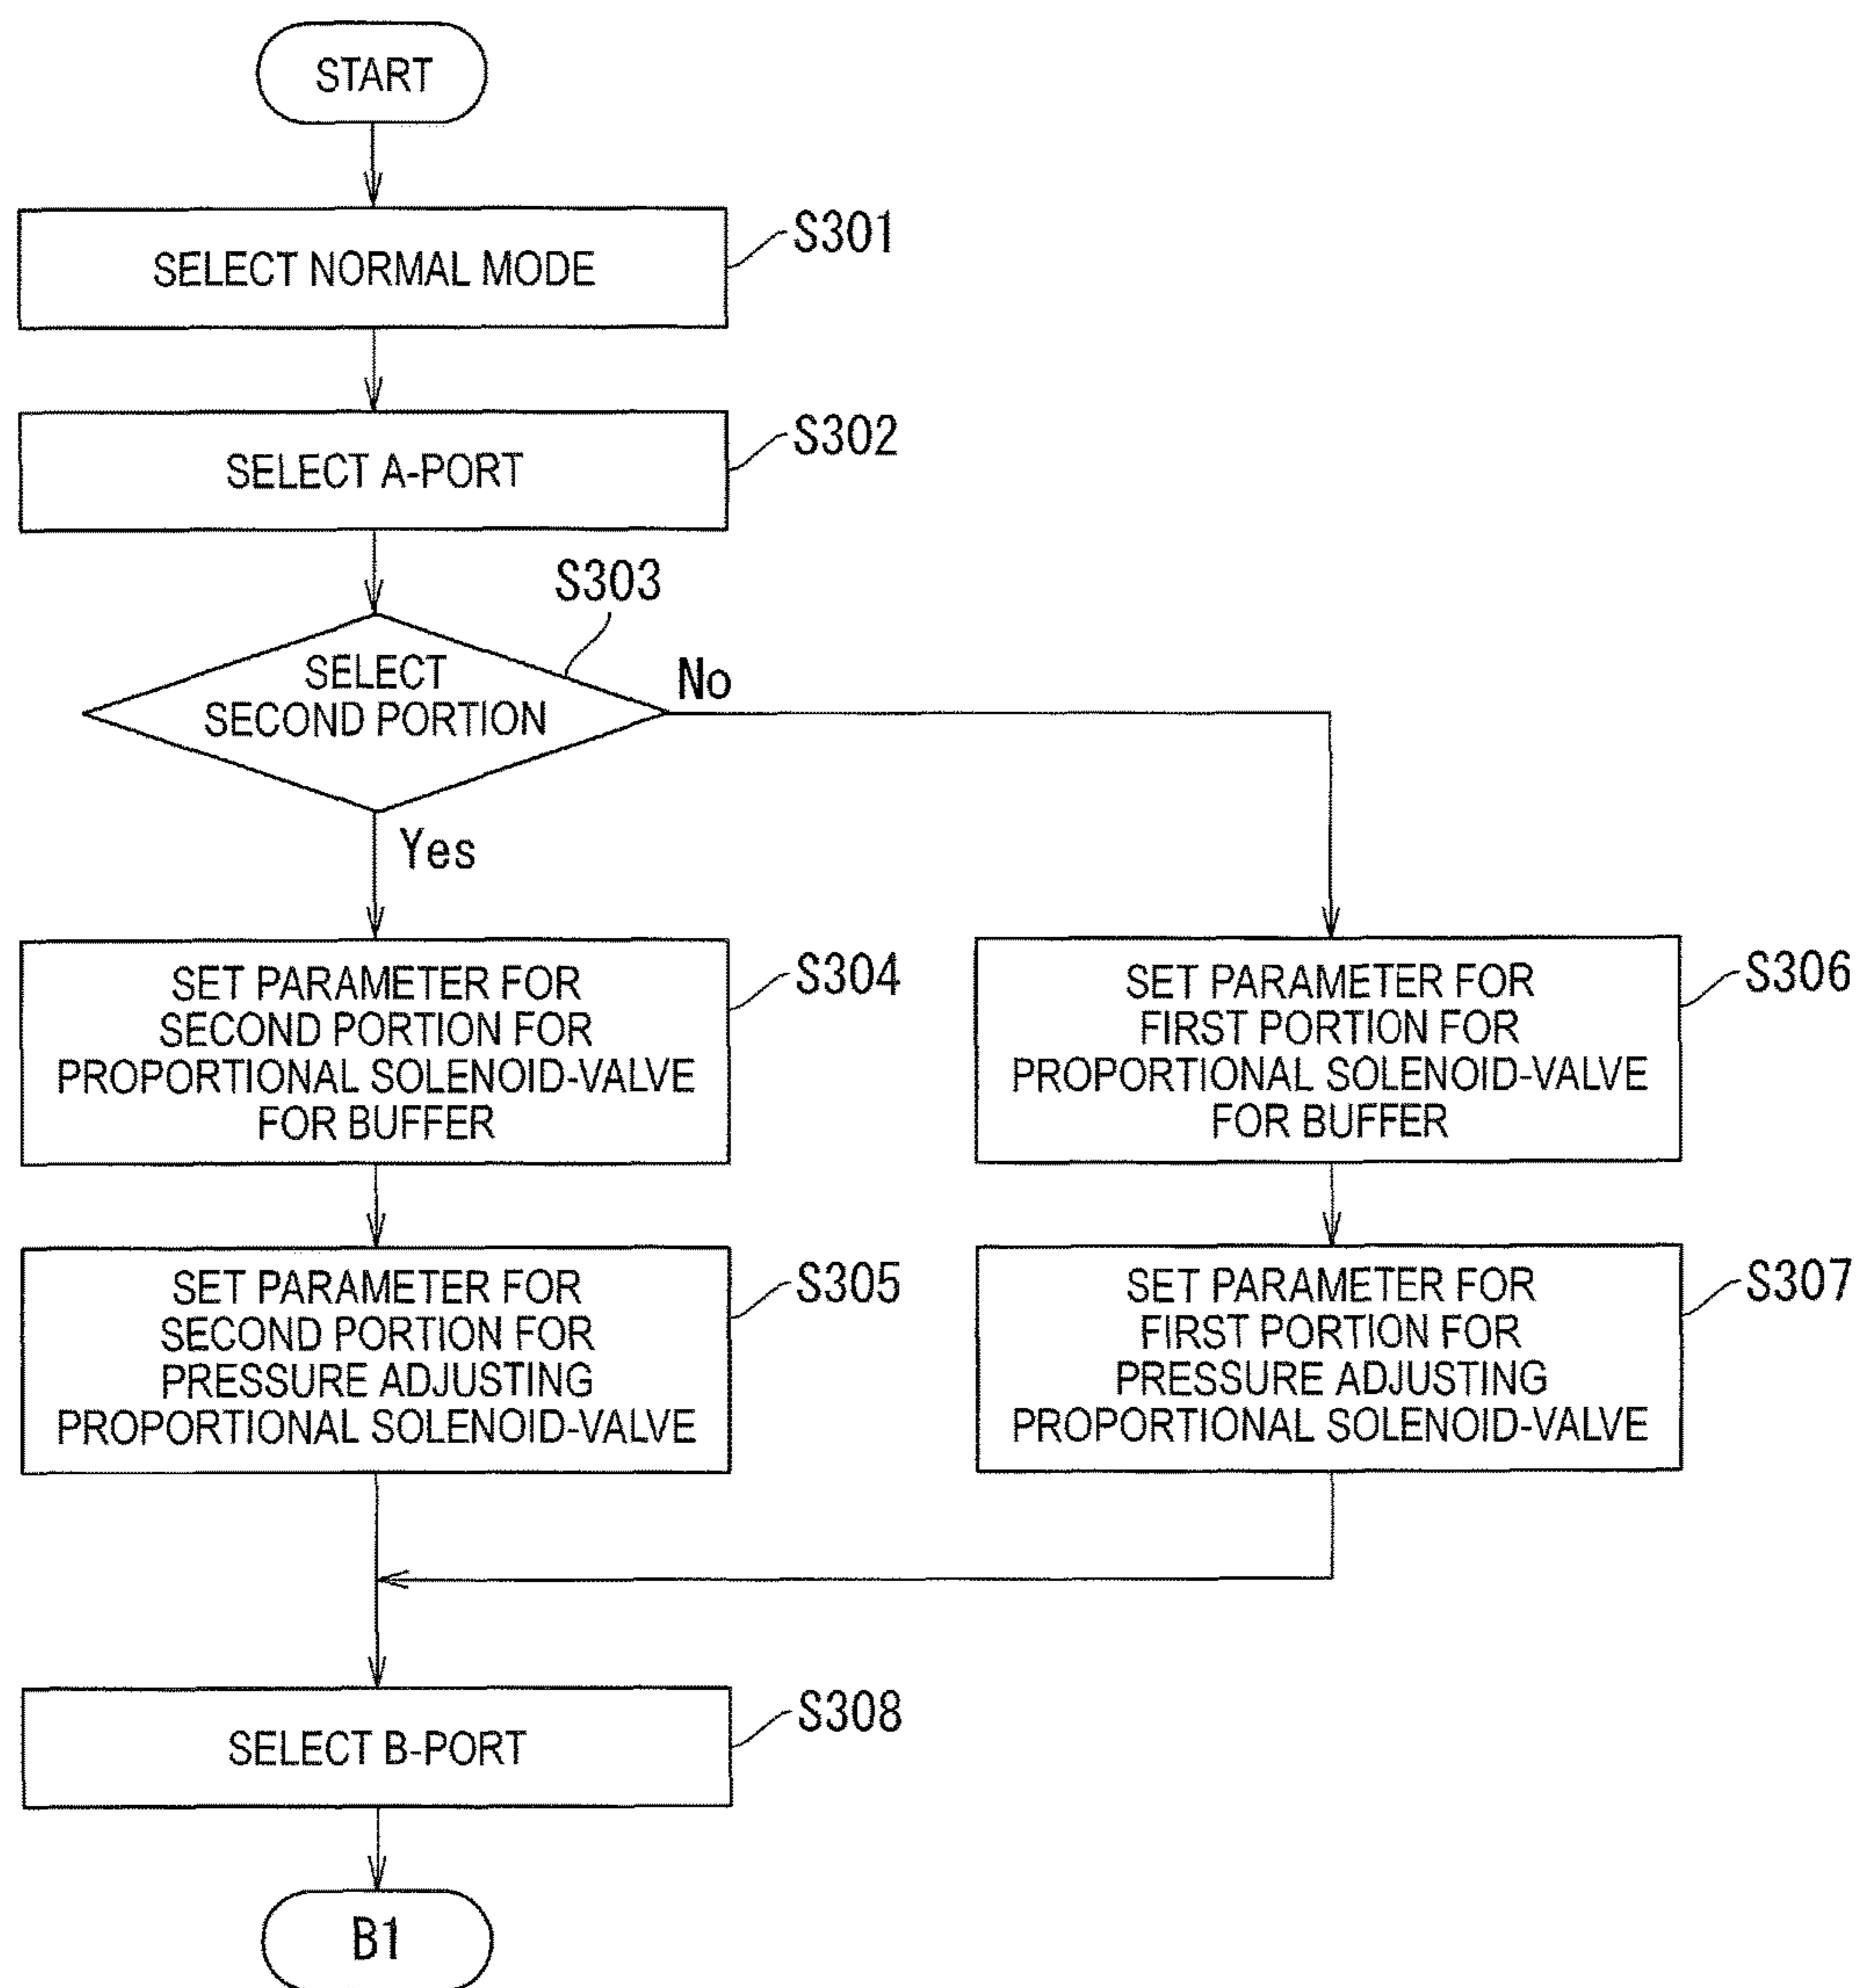 START
SELECT NORMAL MODE
S301
SELECT A-PORT
S302
S303
SELECT
SECOND PORTION
No
Yes
SET PARAMETER FOR
SECOND PORTION FOR
PROPORTIONAL SOLENOID-VALVE
FOR BUFFER
S304
SET PARAMETER FOR
FIRST PORTION FOR
PROPORTIONAL SOLENOID-VALVE
FOR BUFFER
S306
SET PARAMETER FOR
SECOND PORTION FOR
PRESSURE ADJUSTING
PROPORTIONAL SOLENOID-VALVE
S305
SET PARAMETER FOR
FIRST PORTION FOR
PRESSURE ADJUSTING
PROPORTIONAL SOLENOID-VALVE
S307
SELECT B-PORT
S308
B1